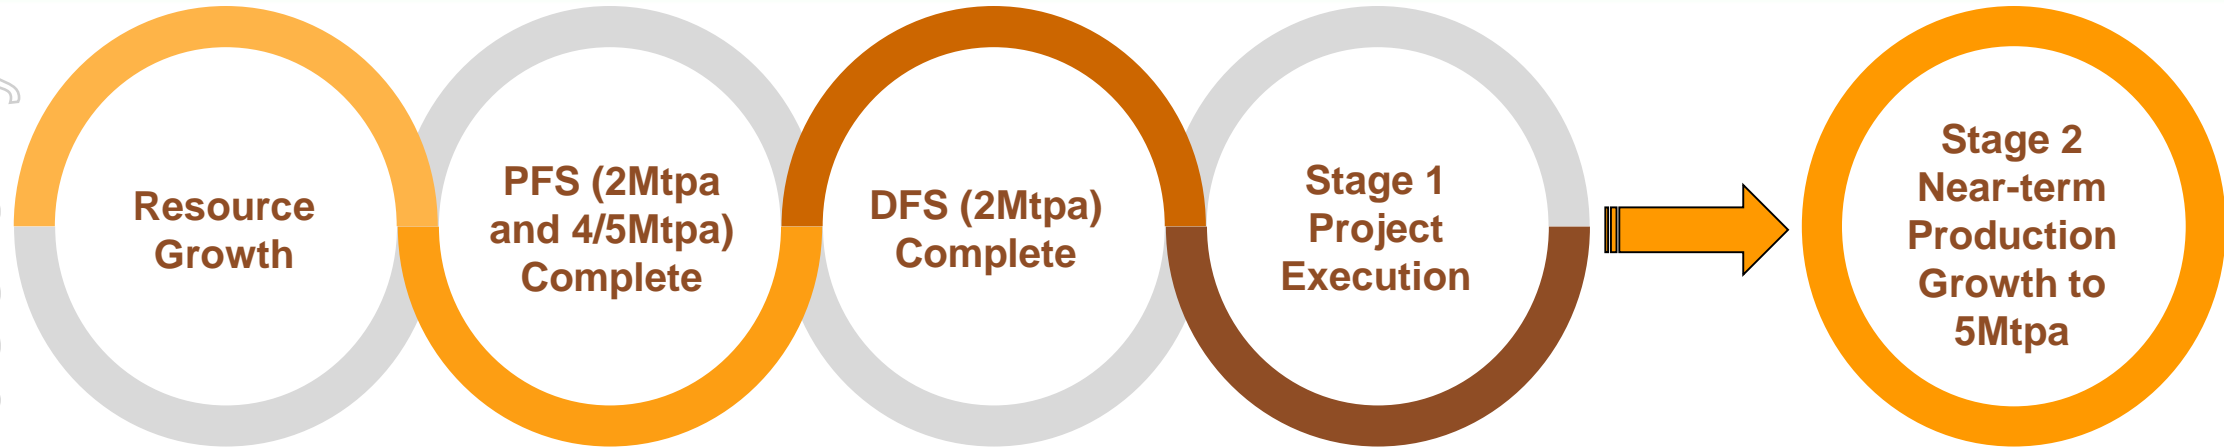 Resource
Growth
PFS (2Mtpa
and 4/5Mtpa)
Complete
DFS (2Mtpa)
Complete
Stage 1
Project
Execution
Stage 2
Near-term
Production
Growth to
5Mtpa